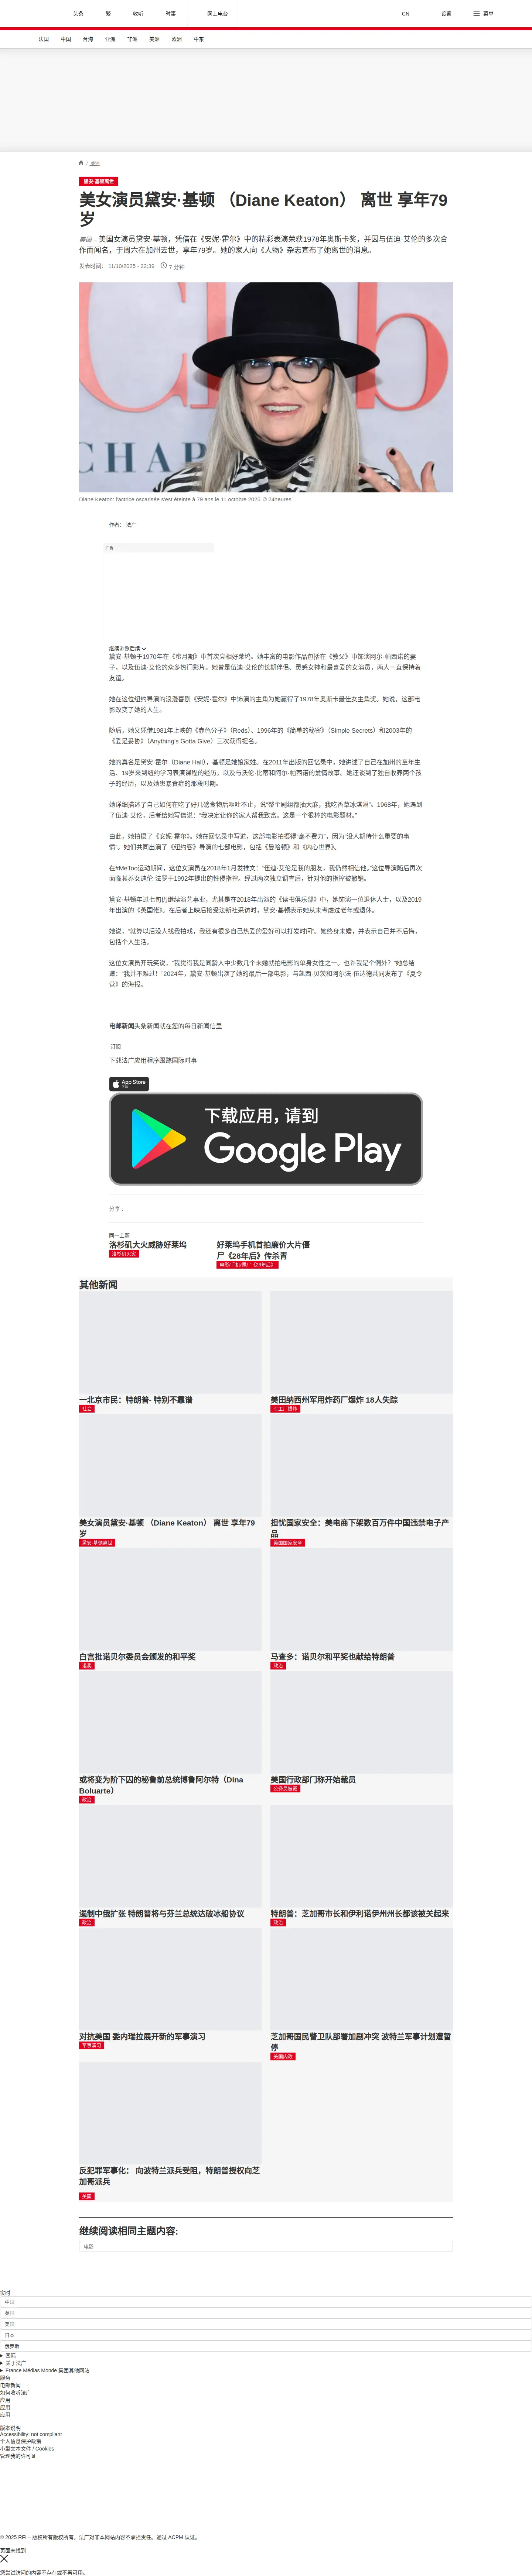 头条
繁
收听
时事
网上电台
CN
设置
菜单
法国
中国
台海
亚洲
非洲
美洲
欧洲
中东
/ 美洲
黛安·基顿离世
美女演员黛安·基顿 （Diane Keaton） 离世 享年79
岁
美国 – 美国女演员黛安·基顿，凭借在《安妮·霍尔》中的精彩表演荣获1978年奥斯卡奖，并因与伍迪·艾伦的多次合
作而闻名，于周六在加州去世，享年79岁。她的家人向《人物》杂志宣布了她离世的消息。
发表时间： 11/10/2025 - 22:39 7 分钟
CHAP
Diane Keaton: l'actrice oscarisée s'est éteinte à 79 ans le 11 octobre 2025 © 24heures
作者： 法广
广告
继续浏览后续
黛安·基顿于1970年在《蜜月期》中首次亮相好莱坞。她丰富的电影作品包括在《教父》中饰演阿尔·帕西诺的妻
子，以及伍迪·艾伦的众多热门影片。她曾是伍迪·艾伦的长期伴侣、灵感女神和最喜爱的女演员，两人一直保持着
友谊。
她在这位纽约导演的浪漫喜剧《安妮·霍尔》中饰演的主角为她赢得了1978年奥斯卡最佳女主角奖。她说，这部电
影改变了她的人生。
随后，她又凭借1981年上映的《赤色分子》（Reds）、1996年的《简单的秘密》（Simple Secrets）和2003年的
《爱是妥协》（Anything's Gotta Give）三次获得提名。
她的真名是黛安·霍尔（Diane Hall），基顿是她娘家姓。在2011年出版的回忆录中，她讲述了自己在加州的童年生
活、19岁来到纽约学习表演课程的经历，以及与沃伦·比蒂和阿尔·帕西诺的爱情故事。她还谈到了独自收养两个孩
子的经历，以及她患暴食症的那段时期。
她详细描述了自己如何在吃了好几磅食物后呕吐不止，说“整个剧组都抽大麻，我吃香草冰淇淋”。1968年，她遇到
了伍迪·艾伦，后者给她写信说：“我决定让你的家人帮我致富。这是一个很棒的电影题材。”
由此，她拍摄了《安妮·霍尔》，她在回忆录中写道，这部电影拍摄得“毫不费力”，因为“没人期待什么重要的事
情”。她们共同出演了《纽约客》导演的七部电影，包括《曼哈顿》和《内心世界》。
在#MeToo运动期间，这位女演员在2018年1月发推文：“伍迪·艾伦是我的朋友，我仍然相信他。”这位导演随后再次
面临其养女迪伦·法罗于1992年提出的性侵指控。经过两次独立调查后，针对他的指控被撤销。
黛安·基顿年过七旬仍继续演艺事业，尤其是在2018年出演的《读书俱乐部》中，她饰演一位退休人士，以及2019
年出演的《美国佬》。在后者上映后接受法新社采访时，黛安·基顿表示她从未考虑过老年或退休。
她说，“就算以后没人找我拍戏，我还有很多自己热爱的爱好可以打发时间”。她终身未婚，并表示自己并不后悔，
包括个人生活。
这位女演员开玩笑说，“我觉得我是同龄人中少数几个未婚就拍电影的单身女性之一。也许我是个例外？”她总结
道：“我并不难过！”2024年，黛安·基顿出演了她的最后一部电影，与凯西·贝茨和阿尔法·伍达德共同发布了《夏令
营》的海报。
电邮新闻头条新闻就在您的每日新闻信里
订阅
下载法广应用程序跟踪国际时事
App Store
下载
下载应用，请到
Google Play
分享 :
同一主题
洛杉矶大火威胁好莱坞
洛杉矶火灾
好莱坞手机首拍廉价大片僵
尸《28年后》传杀青
电影/手机/僵尸《28年后》
其他新闻
一北京市民：特朗普- 特别不靠谱
社会
美田纳西州军用炸药厂爆炸 18人失踪
军工厂爆炸
美女演员黛安·基顿 （Diane Keaton） 离世 享年79
岁
黛安·基顿离世
担忧国家安全：美电商下架数百万件中国违禁电子产
品
美国国家安全
白宫批诺贝尔委员会颁发的和平奖
诺奖
马查多：诺贝尔和平奖也献给特朗普
政治
或将变为阶下囚的秘鲁前总统博鲁阿尔特（Dina
Boluarte）
政治
美国行政部门称开始裁员
公务员被裁
遏制中俄扩张 特朗普将与芬兰总统达破冰船协议
政治
特朗普：芝加哥市长和伊利诺伊州州长都该被关起来
政治
对抗美国 委内瑞拉展开新的军事演习
军事演习
芝加哥国民警卫队部署加剧冲突 波特兰军事计划遭暂
停
美国内政
反犯罪军事化： 向波特兰派兵受阻，特朗普授权向芝
加哥派兵
美国
继续阅读相同主题内容:
电影
实时
中国
英国
美国
日本
俄罗斯
国际
关于法广
France Médias Monde 集团其他网站
服务
电邮新闻
如何收听法广
应用
应用
应用
版本说明
Accessibility: not compliant
个人信息保护政策
小型文本文件 / Cookies
管理我的许可证
© 2025 RFI – 版权所有版权所有。法广对非本网站内容不承担责任。通过 ACPM 认证。
页面未找到
您尝试访问的内容不存在或不再可用。